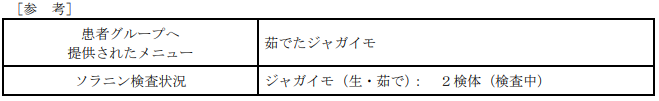 [参　考]
患者グループへ
提供されたメニュー
茹でたジャガイモ
ソラニン検査状況
ジャガイモ（生・茹で）：　２検体（検査中）